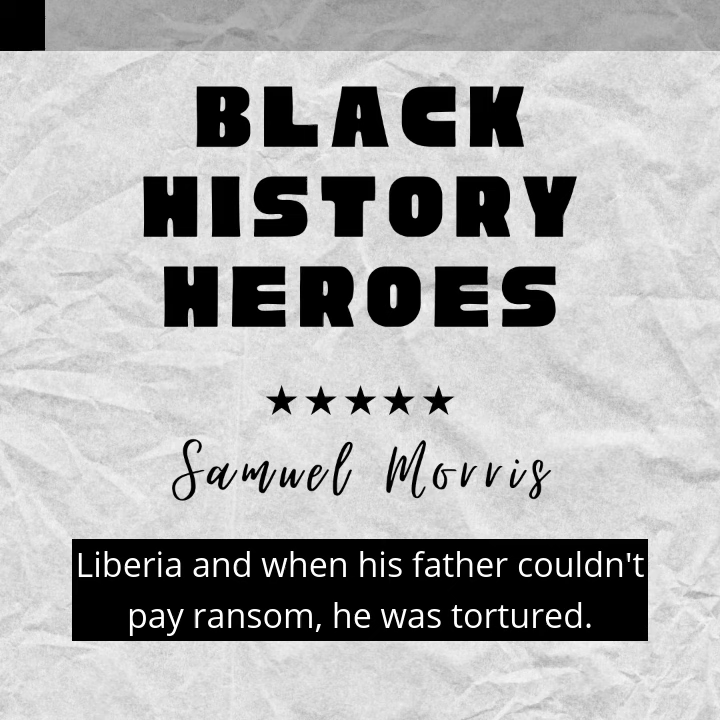 BLACK
HISTORY
HEROES
★★★★★
Samuel Morris
Liberia and when his father couldn't
pay ransom, he was tortured.